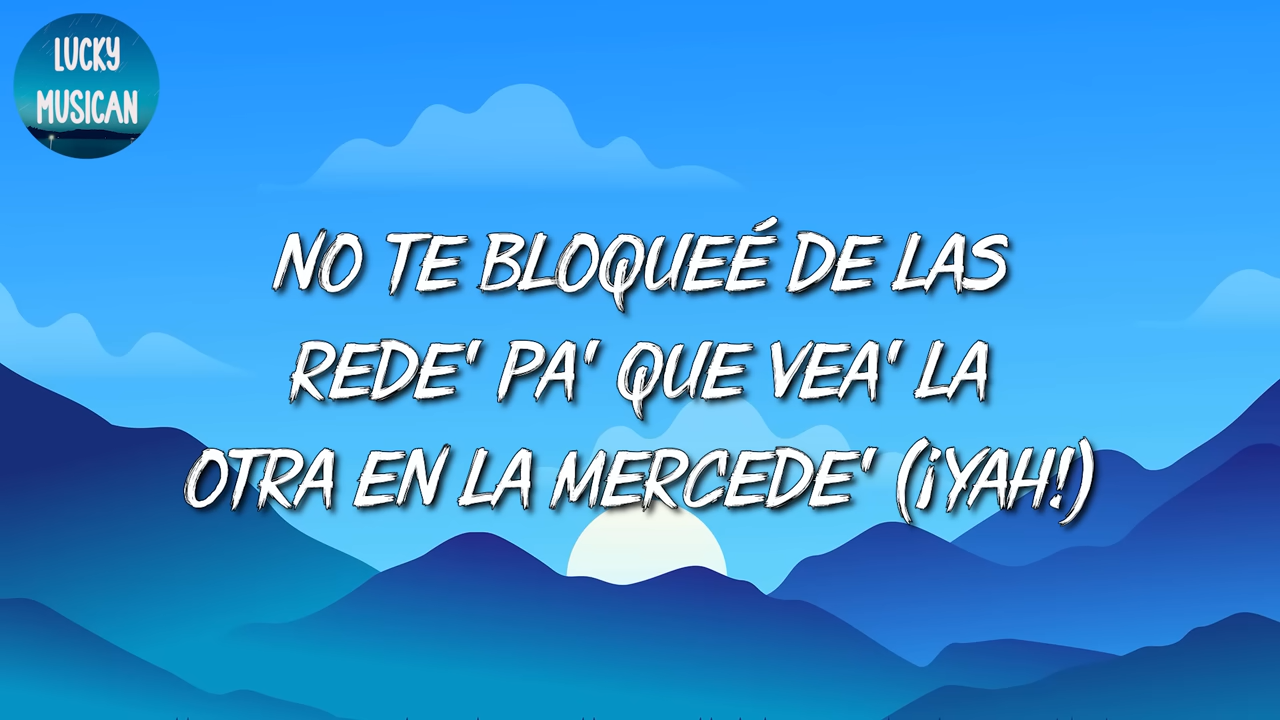 LUCKY
MUSICAN
NO TE BLOQUEÉ DE LAS
REDE' PA' QUE VEA' LA
OTRA EN LA MERCEDE' (¡YAH!)